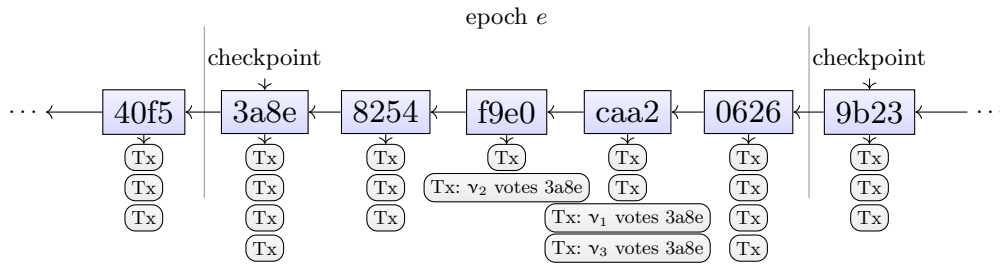 epoch e
checkpoint checkpoint
··· 40f5 3a8e 8254 f9e0 caa2 0626 9b23 ···
Tx Tx Tx Tx Tx Tx Tx
Tx Tx Tx Tx: ν₂ votes 3a8e Tx Tx Tx
Tx Tx Tx Tx: ν₁ votes 3a8e Tx Tx
Tx Tx: ν₃ votes 3a8e Tx